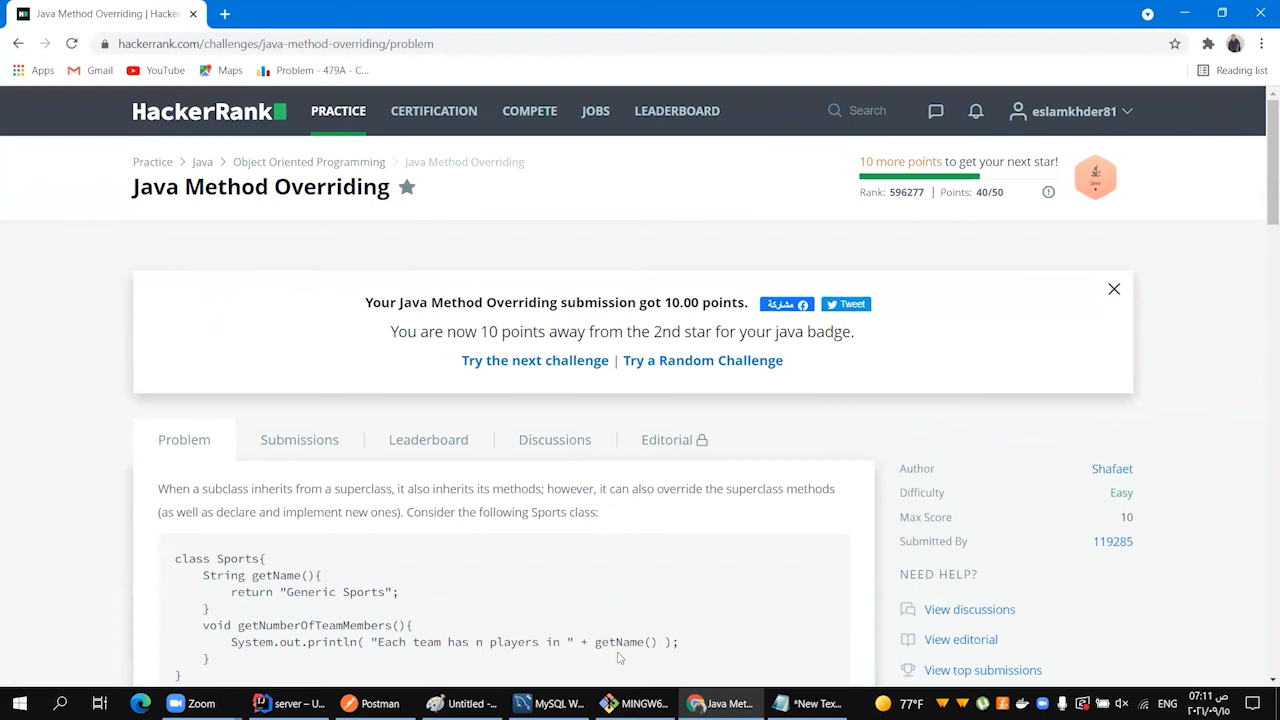 Java Method Overriding | Hacker
hackerrank.com/challenges/java-method-overriding/problem
Apps Gmail YouTube Maps Problem - 479A - C... Reading list
HackerRank PRACTICE CERTIFICATION COMPETE JOBS LEADERBOARD Search eslamkhder81
Practice > Java > Object Oriented Programming > Java Method Overriding
10 more points to get your next star!
Java Method Overriding
Rank: 596277 | Points: 40/50
java
Your Java Method Overriding submission got 10.00 points. مشاركة Tweet
You are now 10 points away from the 2nd star for your java badge.
Try the next challenge | Try a Random Challenge
Problem Submissions Leaderboard Discussions Editorial
Author Shafaet
Difficulty Easy
Max Score 10
Submitted By 119285
NEED HELP?
View discussions
View editorial
View top submissions
When a subclass inherits from a superclass, it also inherits its methods; however, it can also override the superclass methods
(as well as declare and implement new ones). Consider the following Sports class:
class Sports{
String getName(){
return "Generic Sports";
}
void getNumberOfTeamMembers(){
System.out.println( "Each team has n players in " + getName() );
}
}
Zoom server – U... Postman Untitled -... MySQL W... MINGW6... Java Met... *New Tex... 77°F 07:11 ص
٢٠٢١/٠٩/١٥